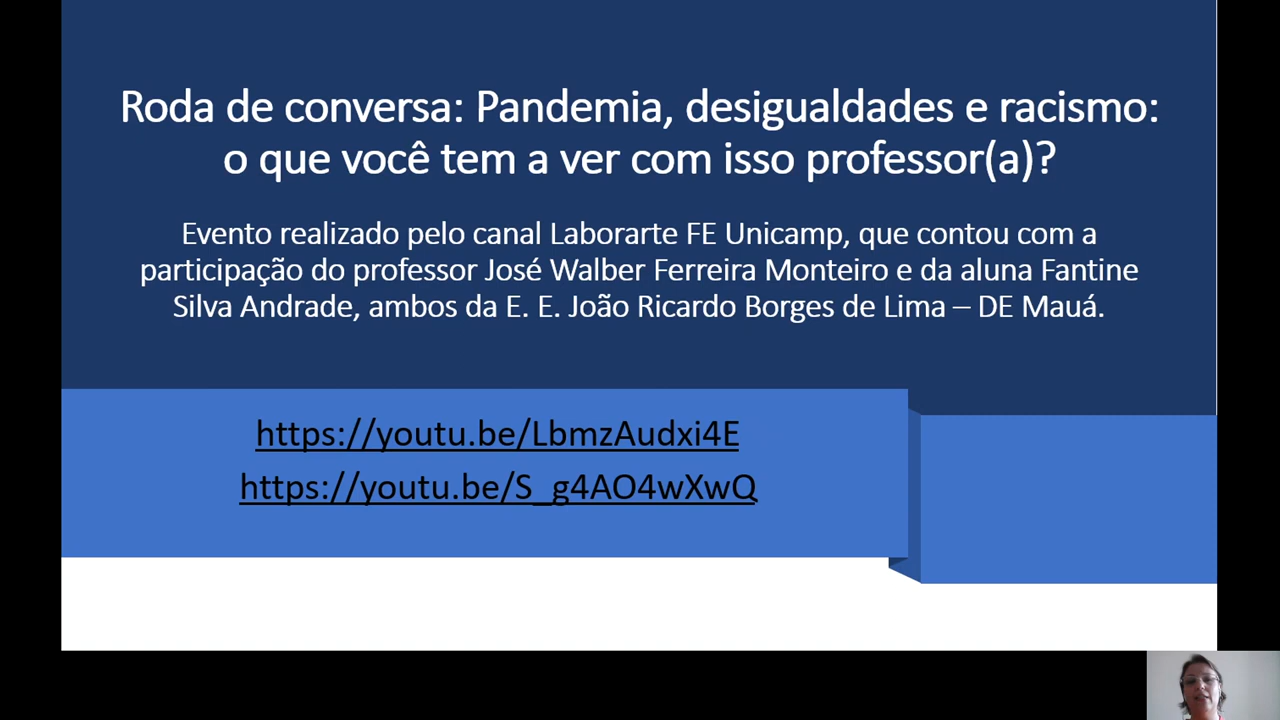 Roda de conversa: Pandemia, desigualdades e racismo:
o que você tem a ver com isso professor(a)?
Evento realizado pelo canal Laborarte FE Unicamp, que contou com a
participação do professor José Walber Ferreira Monteiro e da aluna Fantine
Silva Andrade, ambos da E. E. João Ricardo Borges de Lima – DE Mauá.
https://youtu.be/LbmzAudxi4E
https://youtu.be/S_g4AO4wXwQ